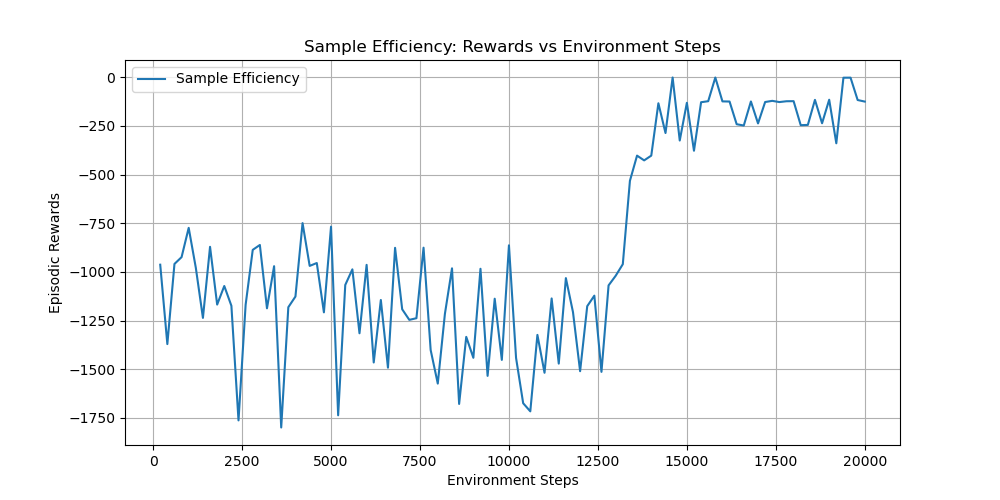 Sample Efficiency: Rewards vs Environment Steps
Sample Efficiency
Episodic Rewards
0
−250
−500
−750
−1000
−1250
−1500
−1750
0 2500 5000 7500 10000 12500 15000 17500 20000
Environment Steps